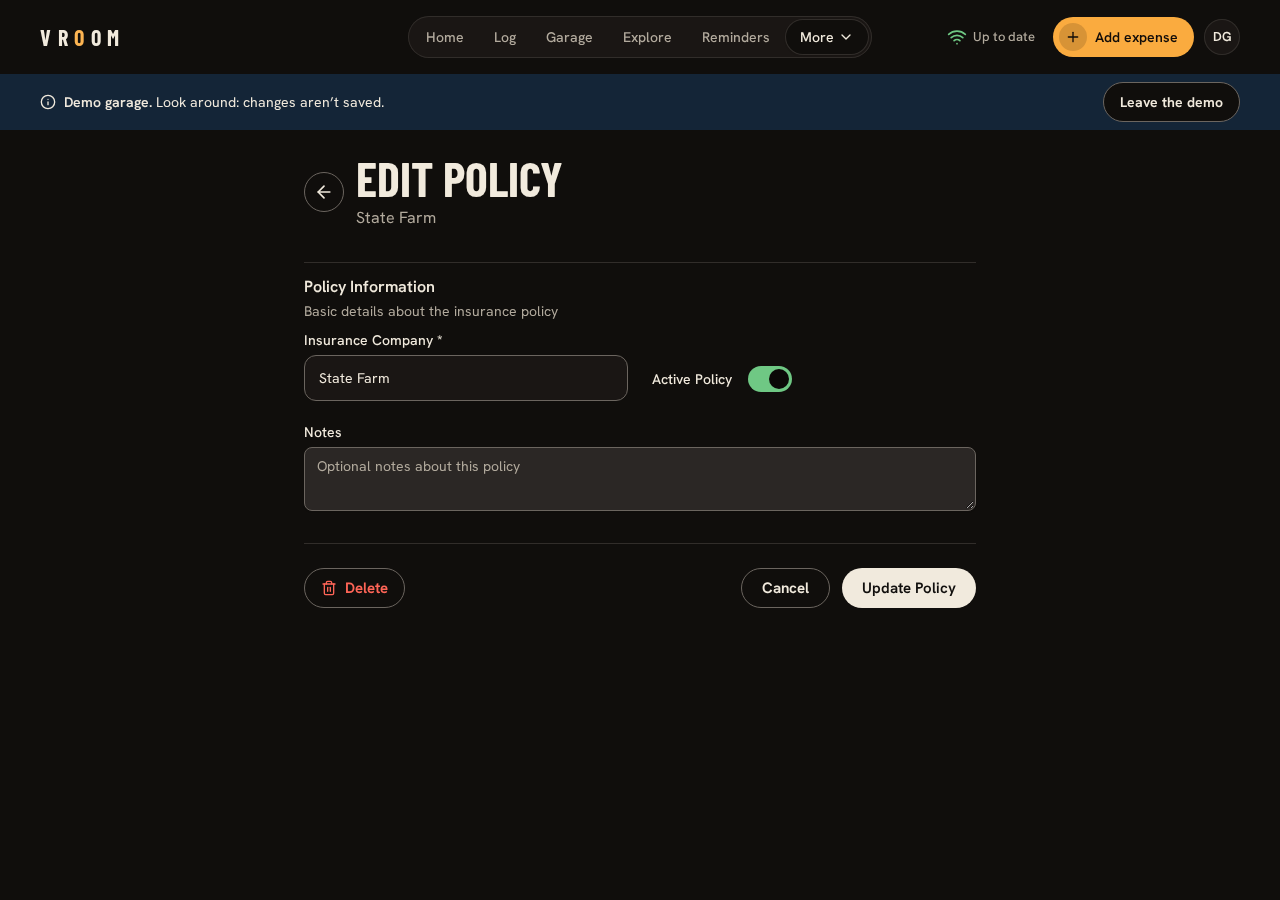 VROOM
Home Log Garage Explore Reminders More
Up to date
Add expense
DG
Demo garage. Look around: changes aren’t saved.
Leave the demo
EDIT POLICY
State Farm
Policy Information
Basic details about the insurance policy
Insurance Company *
State Farm
Active Policy
Notes
Optional notes about this policy
Delete
Cancel
Update Policy